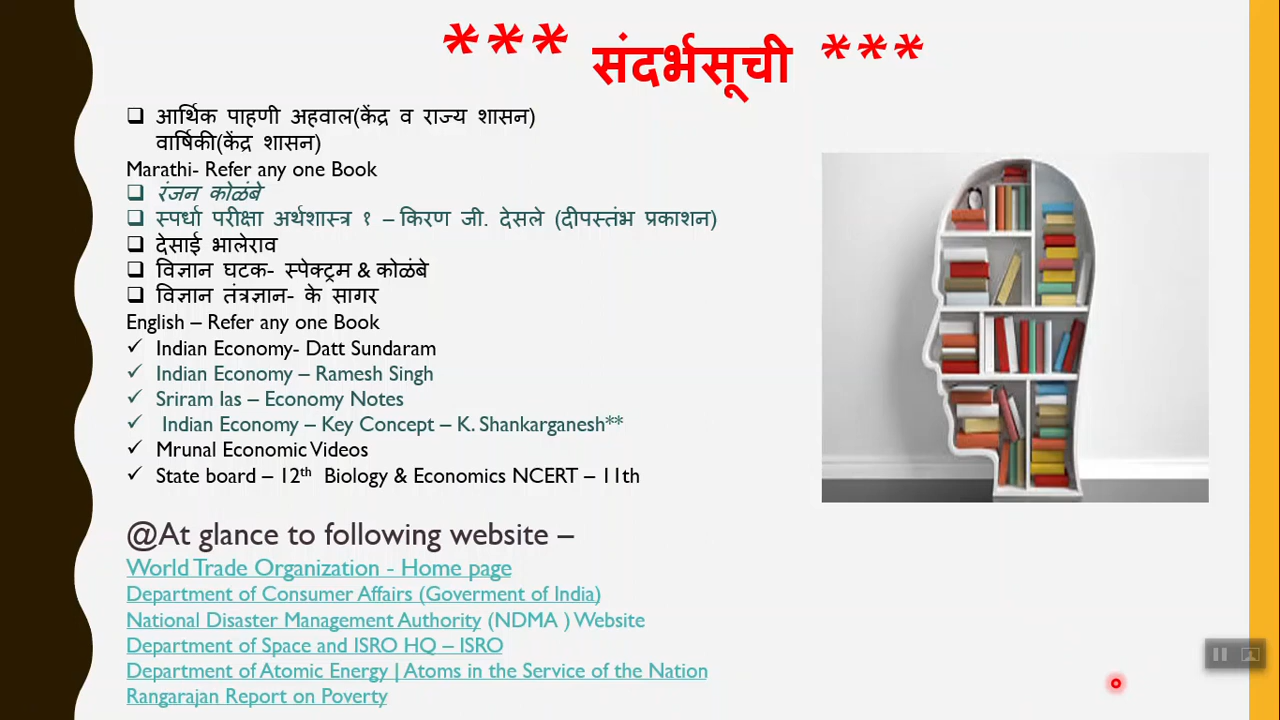 *** संदर्भसूची ***
❑ आर्थिक पाहणी अहवाल(केंद्र व राज्य शासन)
वार्षिकी(केंद्र शासन)
Marathi- Refer any one Book
❑ रंजन कोळंबे
❑ स्पर्धा परीक्षा अर्थशास्त्र १ – किरण जी. देसले (दीपस्तंभ प्रकाशन)
❑ देसाई भालेराव
❑ विज्ञान घटक- स्पेक्ट्रम & कोळंबे
❑ विज्ञान तंत्रज्ञान- के सागर
English – Refer any one Book
✓ Indian Economy- Datt Sundaram
✓ Indian Economy – Ramesh Singh
✓ Sriram Ias – Economy Notes
✓ Indian Economy – Key Concept – K. Shankarganesh**
✓ Mrunal Economic Videos
✓ State board – 12th Biology & Economics NCERT – 11th
@At glance to following website –
World Trade Organization - Home page
Department of Consumer Affairs (Goverment of India)
National Disaster Management Authority (NDMA ) Website
Department of Space and ISRO HQ – ISRO
Department of Atomic Energy | Atoms in the Service of the Nation
Rangarajan Report on Poverty